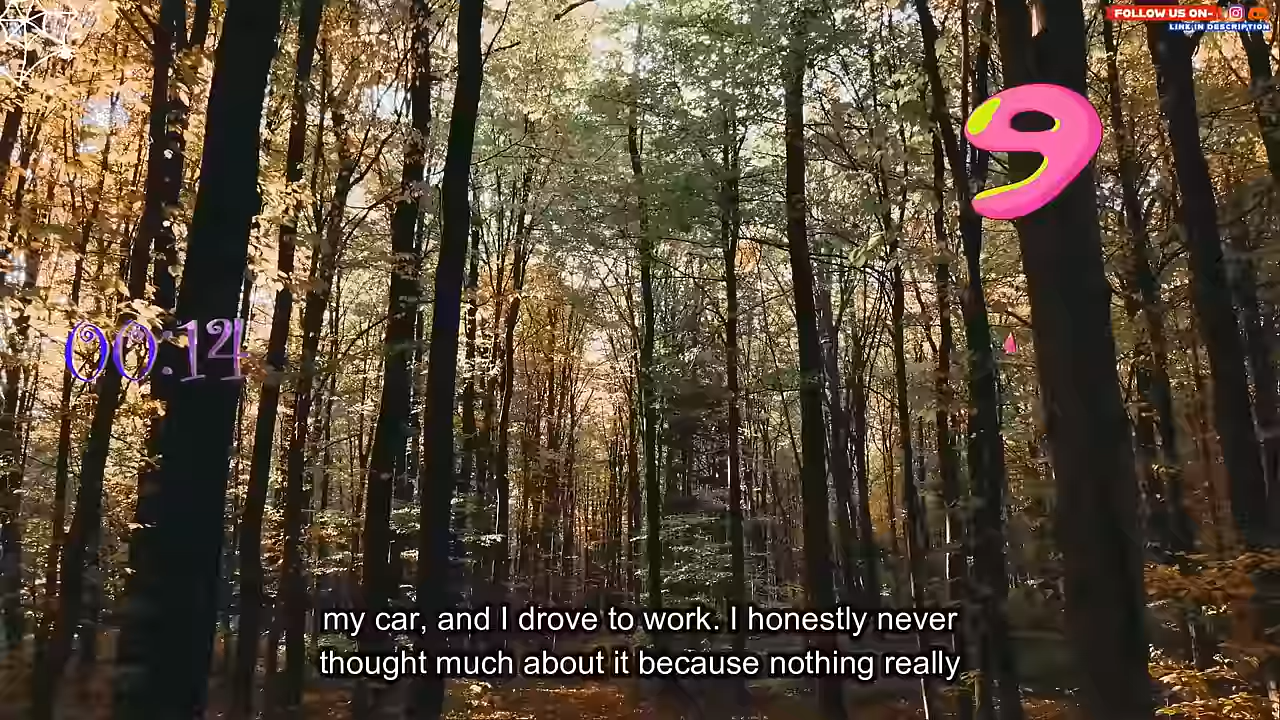 FOLLOW US ON-
LINK IN DESCRIPTION
9
00:14
my car, and I drove to work. I honestly never
thought much about it because nothing really